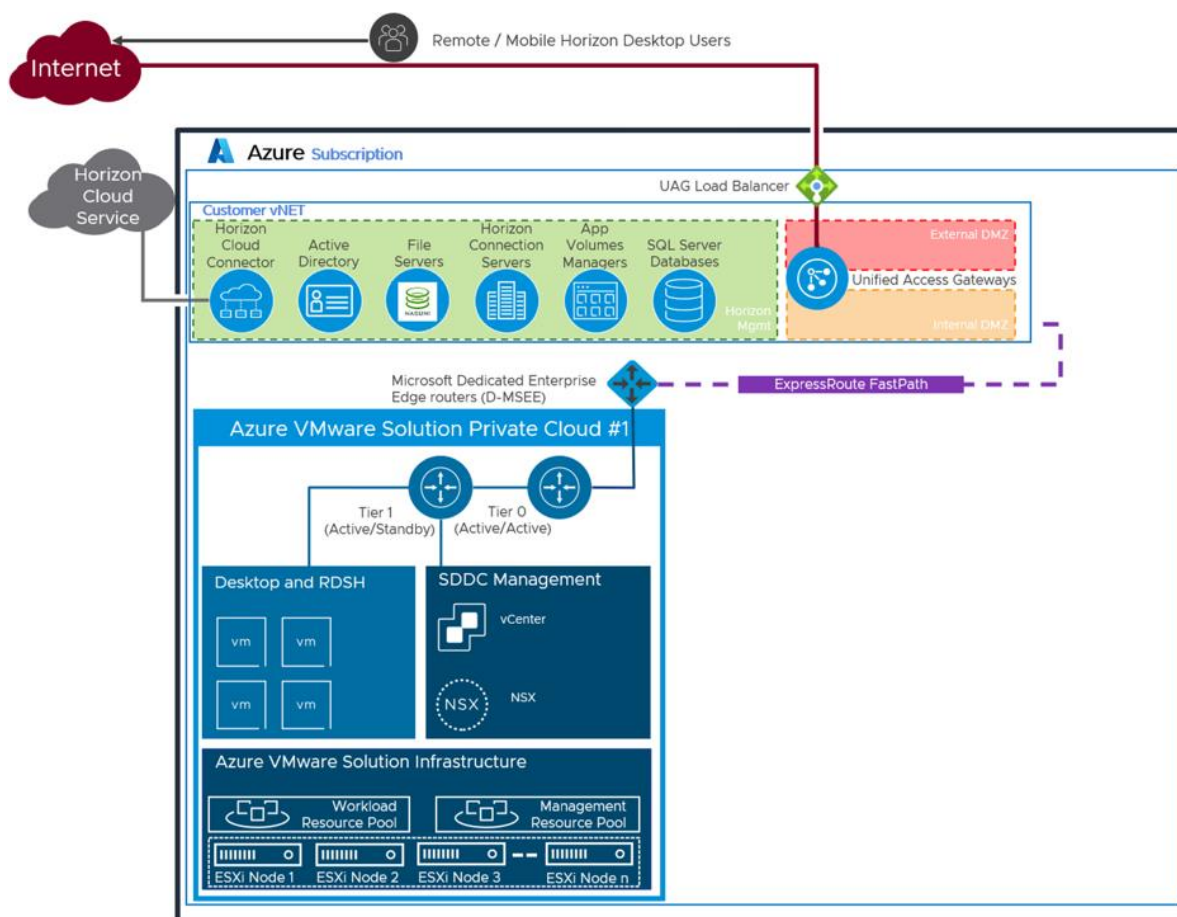 Remote / Mobile Horizon Desktop Users
Internet
Azure Subscription
Horizon
Cloud
Service
UAG Load Balancer
Customer vNET
Horizon
Cloud
Connector
Active
Directory
File
Servers
NASUNI
Horizon
Connection
Servers
App
Volumes
Managers
SQL Server
Databases
Horizon
Mgmt
External DMZ
Unified Access Gateways
Internal DMZ
Microsoft Dedicated Enterprise
Edge routers (D-MSEE)
ExpressRoute FastPath
Azure VMware Solution Private Cloud #1
Tier 1
(Active/Standby)
Tier 0
(Active/Active)
Desktop and RDSH
vm
vm
vm
vm
SDDC Management
vCenter
NSX
NSX
Azure VMware Solution Infrastructure
Workload
Resource Pool
Management
Resource Pool
ESXi Node 1
ESXi Node 2
ESXi Node 3
ESXi Node n